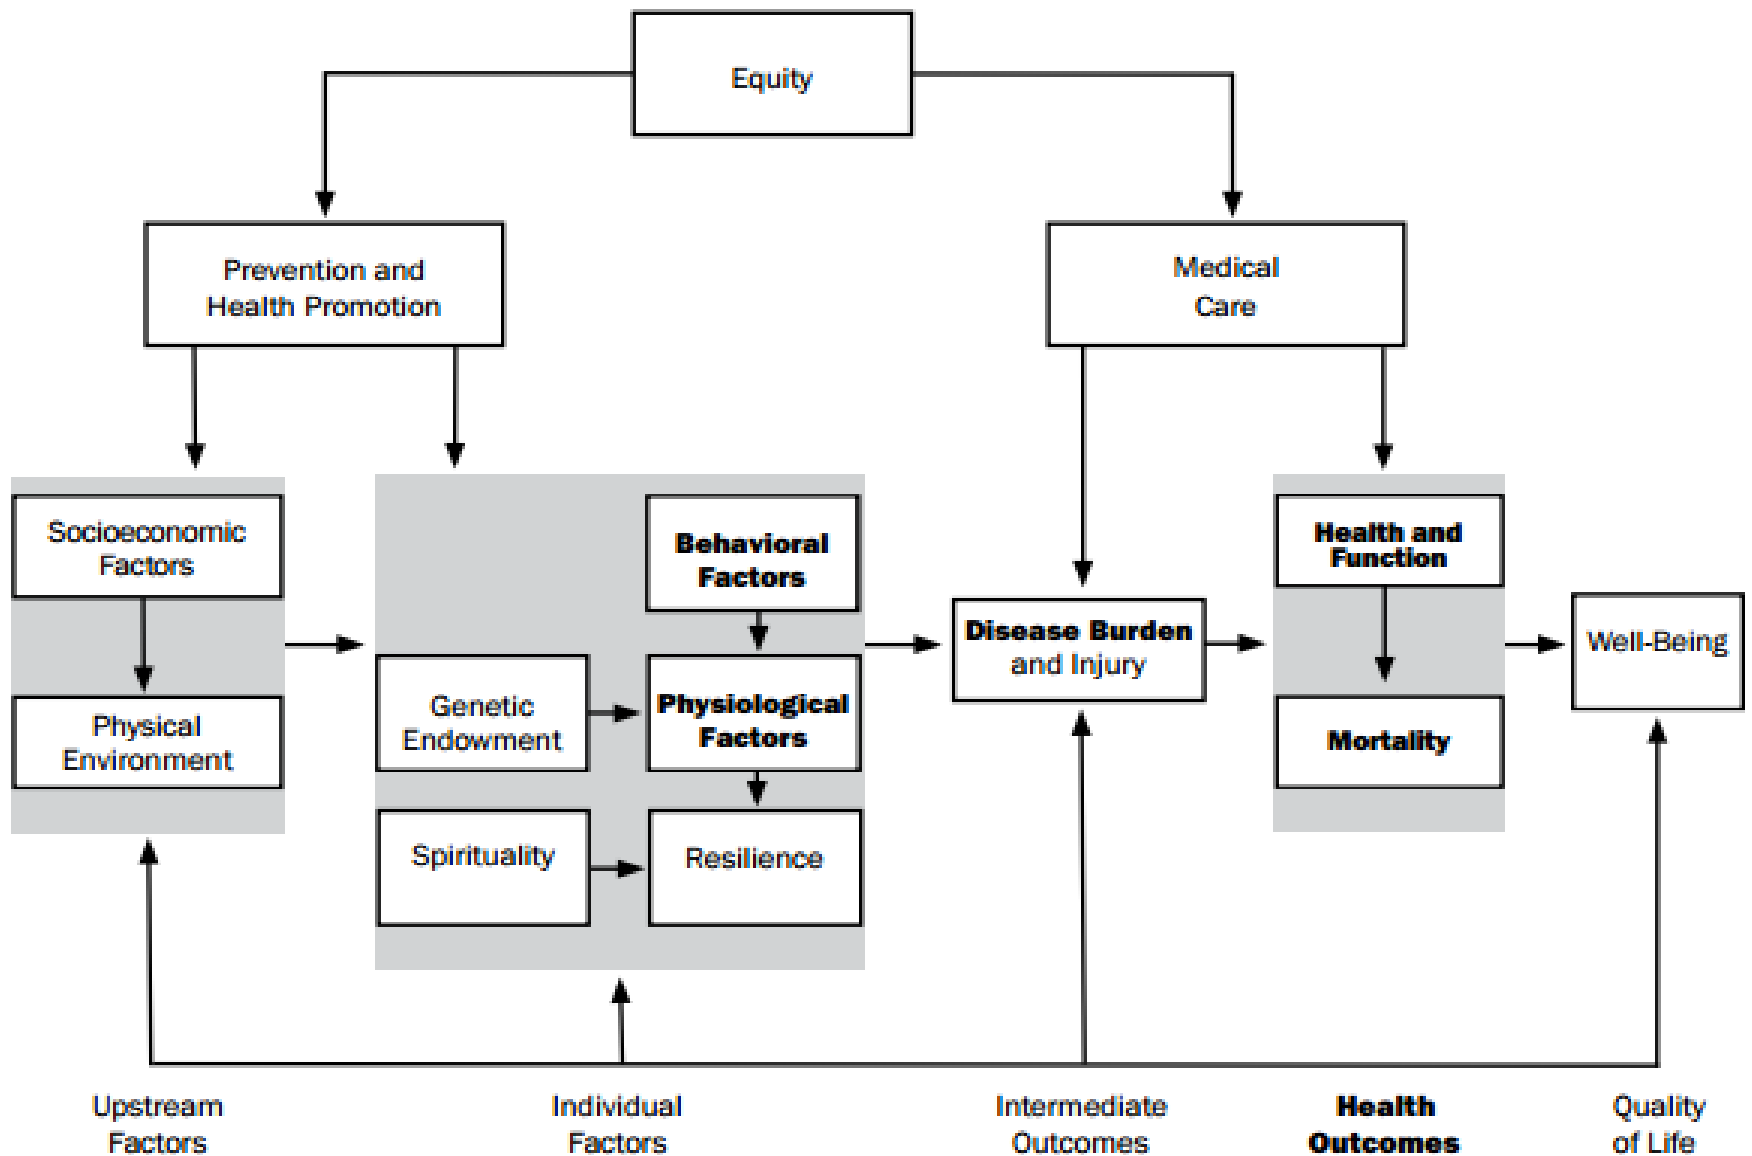 Equity
Prevention and
Health Promotion
Medical
Care
Socioeconomic
Factors
Physical
Environment
Behavioral
Factors
Genetic
Endowment
Physiological
Factors
Spirituality
Resilience
Disease Burden
and Injury
Health and
Function
Mortality
Well-Being
Upstream
Factors
Individual
Factors
Intermediate
Outcomes
Health
Outcomes
Quality
of Life